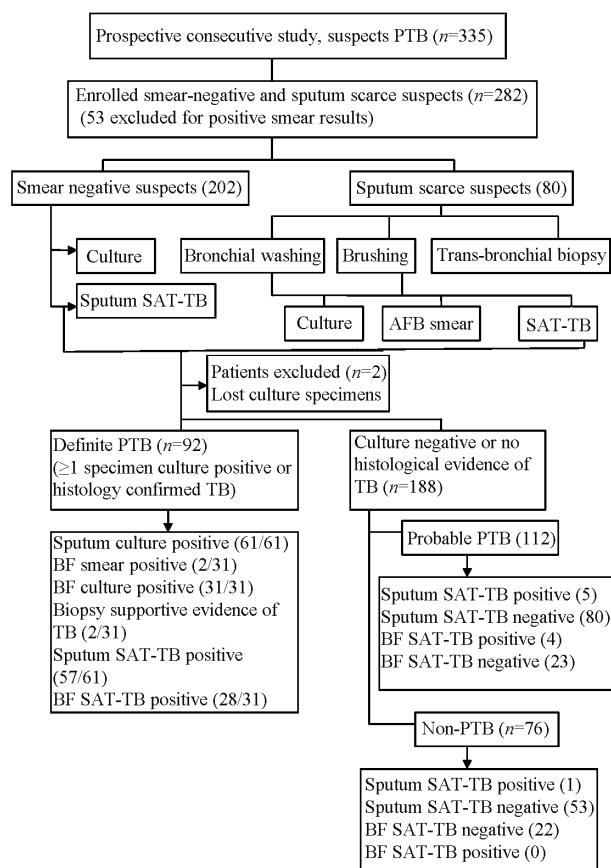 Prospective consecutive study, suspects PTB (n=335)
Enrolled smear-negative and sputum scarce suspects (n=282)
(53 excluded for positive smear results)
Smear negative suspects (202)
Sputum scarce suspects (80)
Culture
Sputum SAT-TB
Bronchial washing
Brushing
Trans-bronchial biopsy
Culture
AFB smear
SAT-TB
Patients excluded (n=2)
Lost culture specimens
Definite PTB (n=92)
(≥1 specimen culture positive or
histology confirmed TB)
Culture negative or no
histological evidence of
TB (n=188)
Sputum culture positive (61/61)
BF smear positive (2/31)
BF culture positive (31/31)
Biopsy supportive evidence of
TB (2/31)
Sputum SAT-TB positive
(57/61)
BF SAT-TB positive (28/31)
Probable PTB (112)
Sputum SAT-TB positive (5)
Sputum SAT-TB negative (80)
BF SAT-TB positive (4)
BF SAT-TB negative (23)
Non-PTB (n=76)
Sputum SAT-TB positive (1)
Sputum SAT-TB negative (53)
BF SAT-TB negative (22)
BF SAT-TB positive (0)